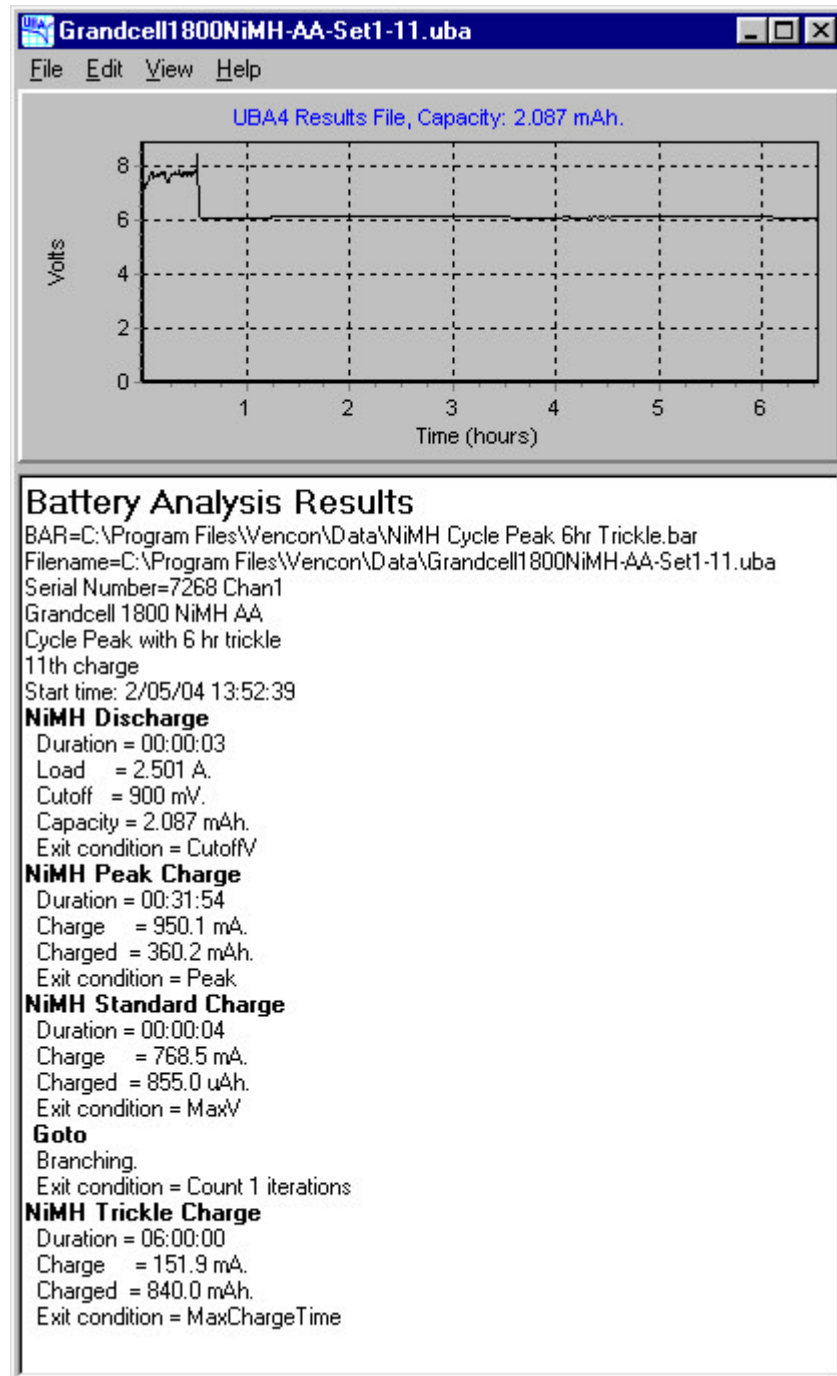 Grandcell1800NiMH-AA-Set1-11.uba
File Edit View Help
UBA4 Results File, Capacity: 2.087 mAh.
8
6
4
2
0
Volts
1 2 3 4 5 6
Time (hours)
Battery Analysis Results
BAR=C:\Program Files\Vencon\Data\NiMH Cycle Peak 6hr Trickle.bar
Filename=C:\Program Files\Vencon\Data\Grandcell1800NiMH-AA-Set1-11.uba
Serial Number=7268 Chan1
Grandcell 1800 NiMH AA
Cycle Peak with 6 hr trickle
11th charge
Start time: 2/05/04 13:52:39
NiMH Discharge
Duration = 00:00:03
Load = 2.501 A.
Cutoff = 900 mV.
Capacity = 2.087 mAh.
Exit condition = CutoffV
NiMH Peak Charge
Duration = 00:31:54
Charge = 950.1 mA.
Charged = 360.2 mAh.
Exit condition = Peak
NiMH Standard Charge
Duration = 00:00:04
Charge = 768.5 mA.
Charged = 855.0 uAh.
Exit condition = MaxV
Goto
Branching.
Exit condition = Count 1 iterations
NiMH Trickle Charge
Duration = 06:00:00
Charge = 151.9 mA.
Charged = 840.0 mAh.
Exit condition = MaxChargeTime